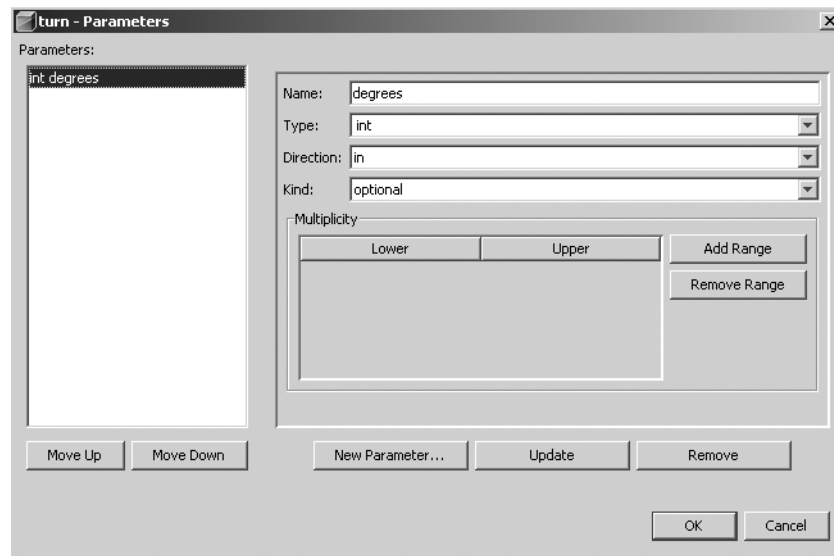 turn - Parameters
Parameters:
int degrees
Name: degrees
Type: int
Direction: in
Kind: optional
Multiplicity
Lower Upper
Add Range
Remove Range
Move Up Move Down New Parameter... Update Remove
OK Cancel